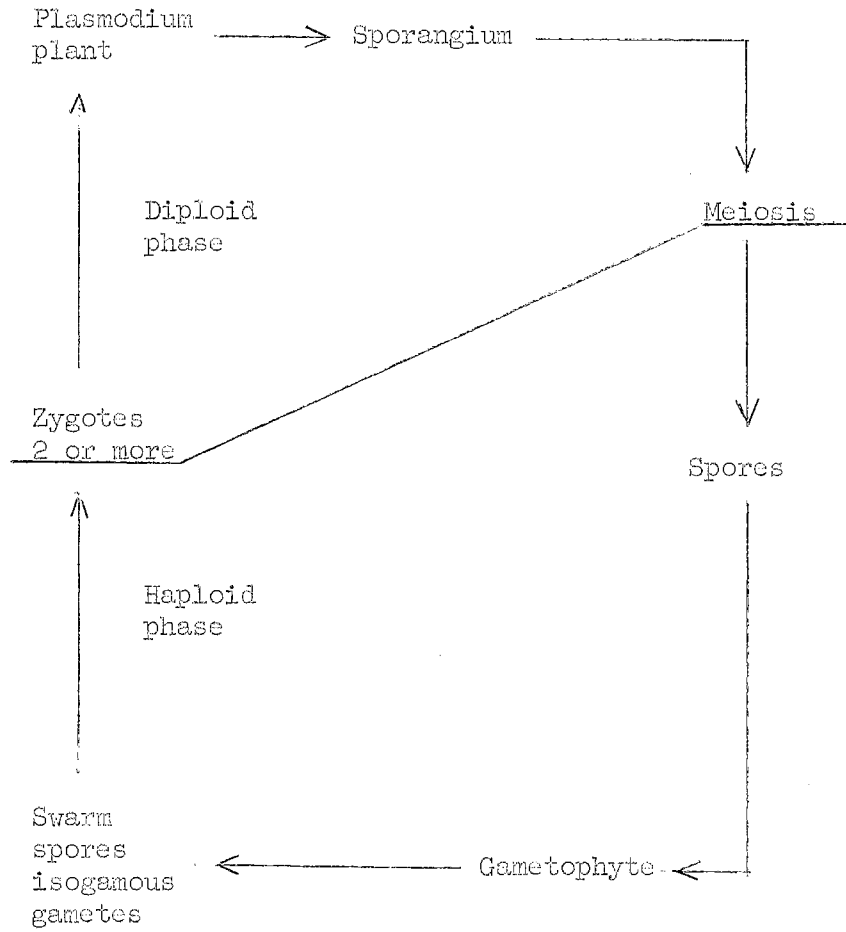 Plasmodium
plant
Sporangium
Diploid
phase
Meiosis
Zygotes
2 or more
Spores
Haploid
phase
Swarm
spores
isogamous
gametes
Gametophyte